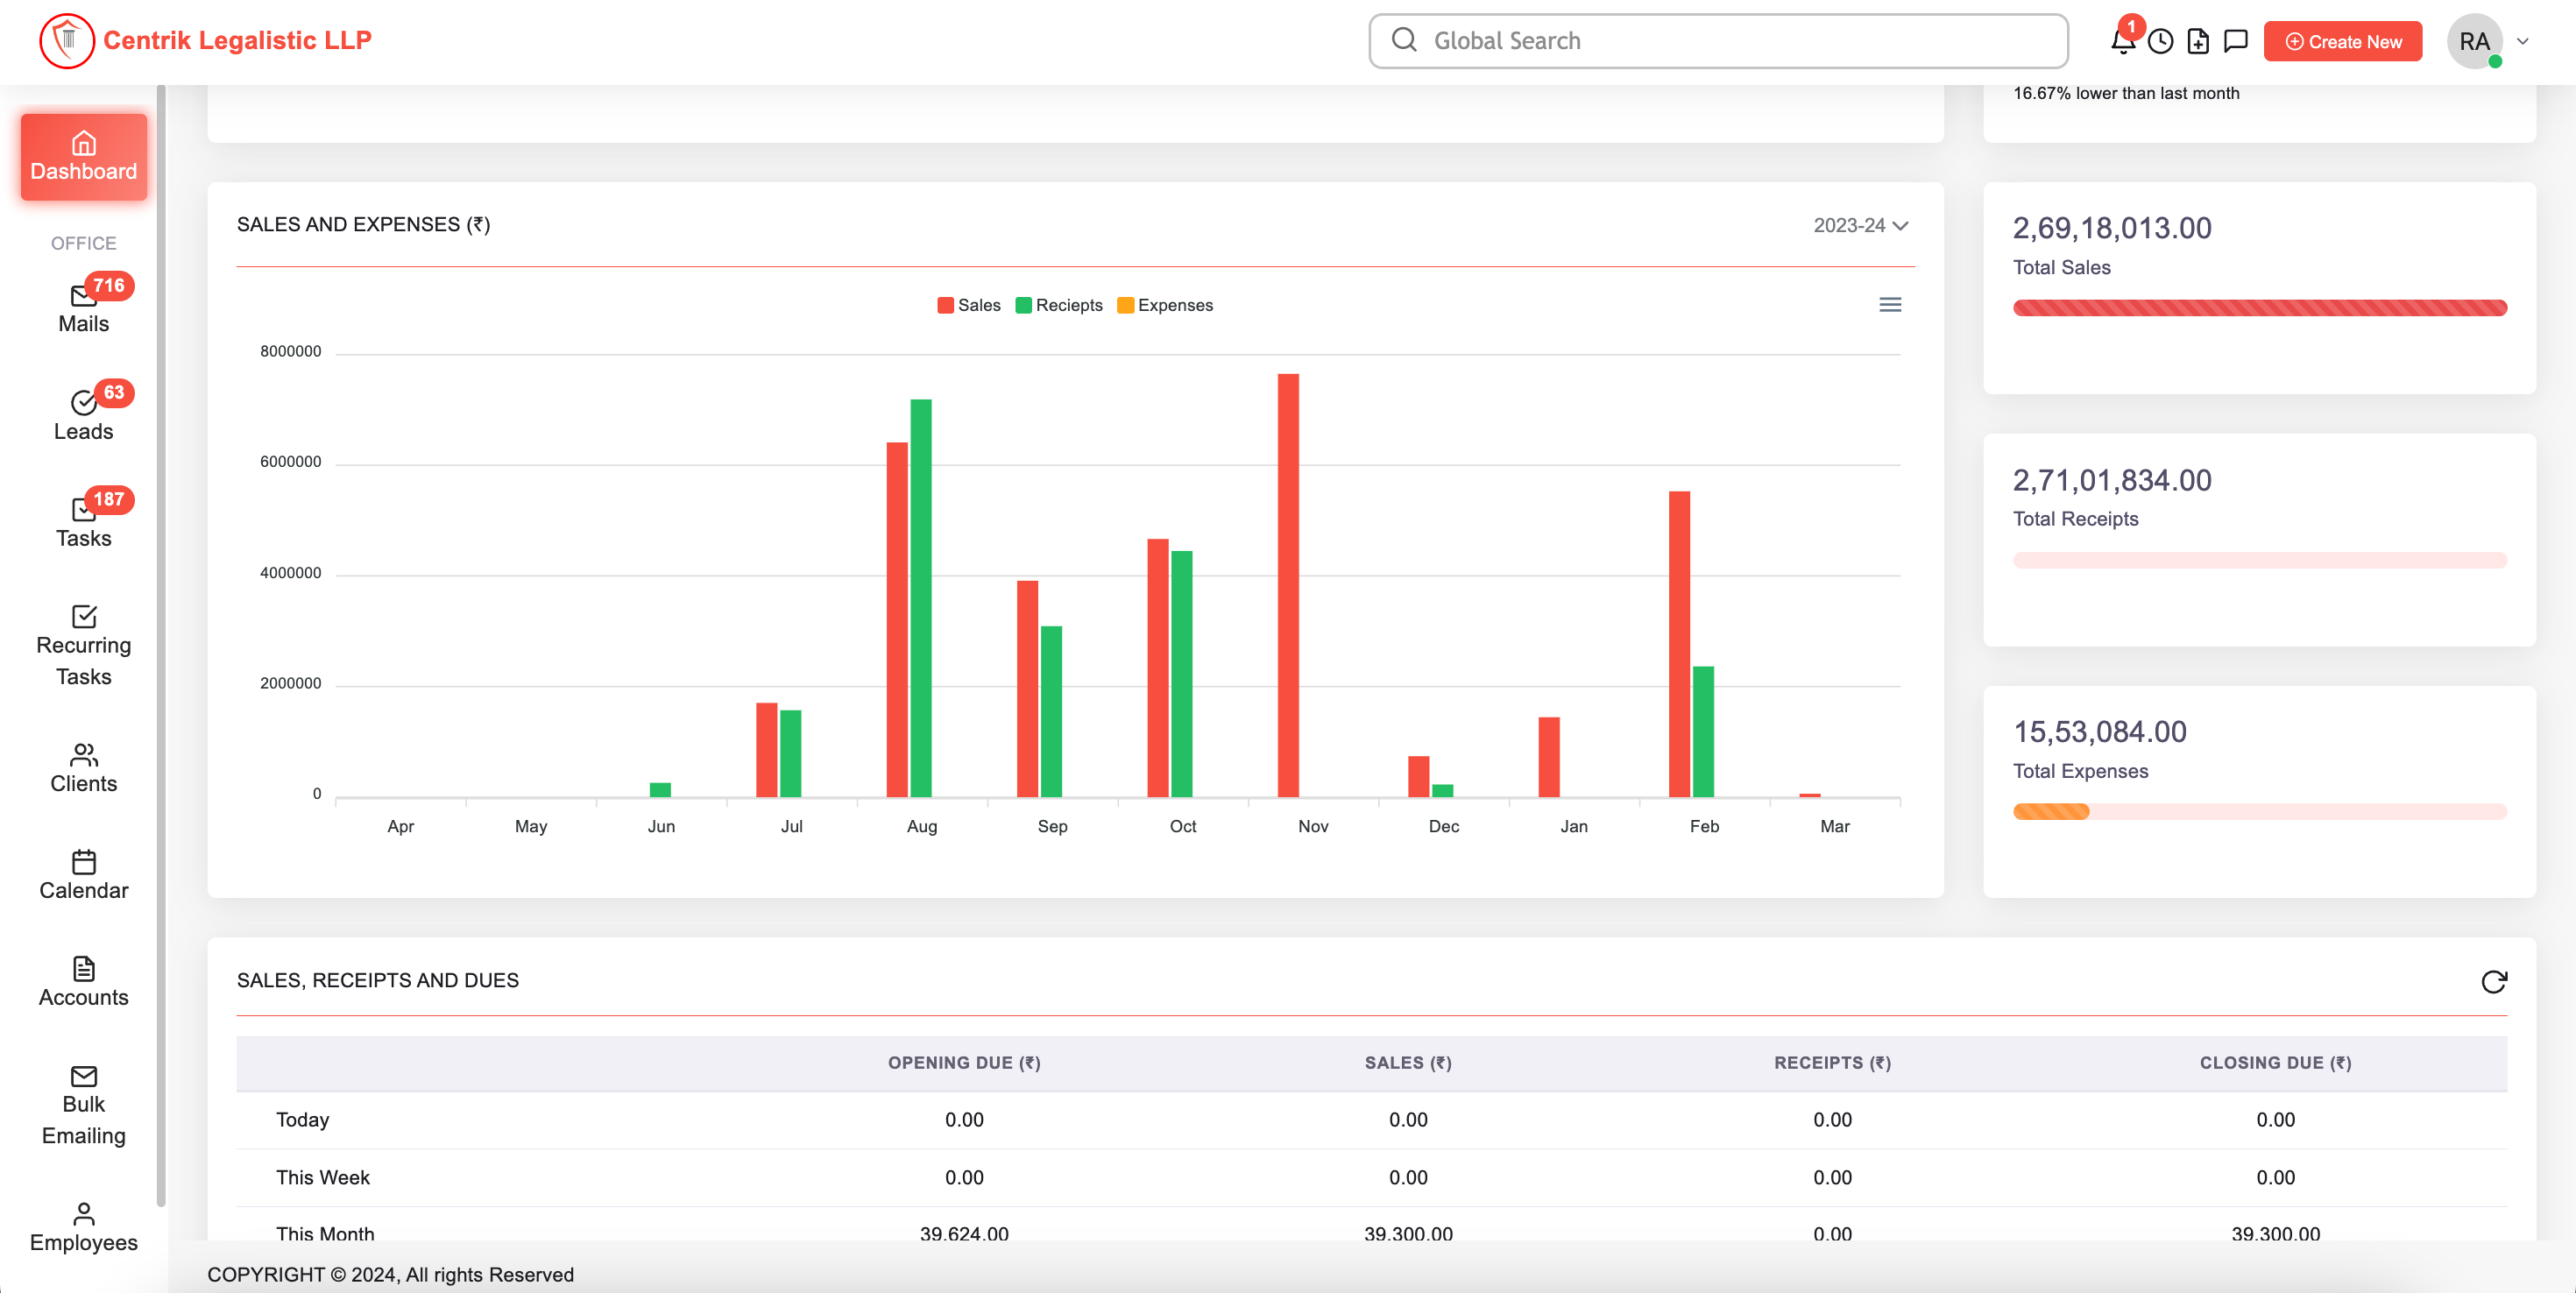 Centrik Legalistic LLP
Global Search
1
Create New
RA
Dashboard
OFFICE
716
Mails
63
Leads
187
Tasks
Recurring
Tasks
Clients
Calendar
Accounts
Bulk
Emailing
Employees
16.67% lower than last month
SALES AND EXPENSES (₹)
2023-24
Sales Reciepts Expenses
8000000
6000000
4000000
2000000
0
Apr May Jun Jul Aug Sep Oct Nov Dec Jan Feb Mar
2,69,18,013.00
Total Sales
2,71,01,834.00
Total Receipts
15,53,084.00
Total Expenses
SALES, RECEIPTS AND DUES
OPENING DUE (₹) SALES (₹) RECEIPTS (₹) CLOSING DUE (₹)
Today 0.00 0.00 0.00 0.00
This Week 0.00 0.00 0.00 0.00
This Month 39,624.00 39,300.00 0.00 39,300.00
COPYRIGHT © 2024, All rights Reserved